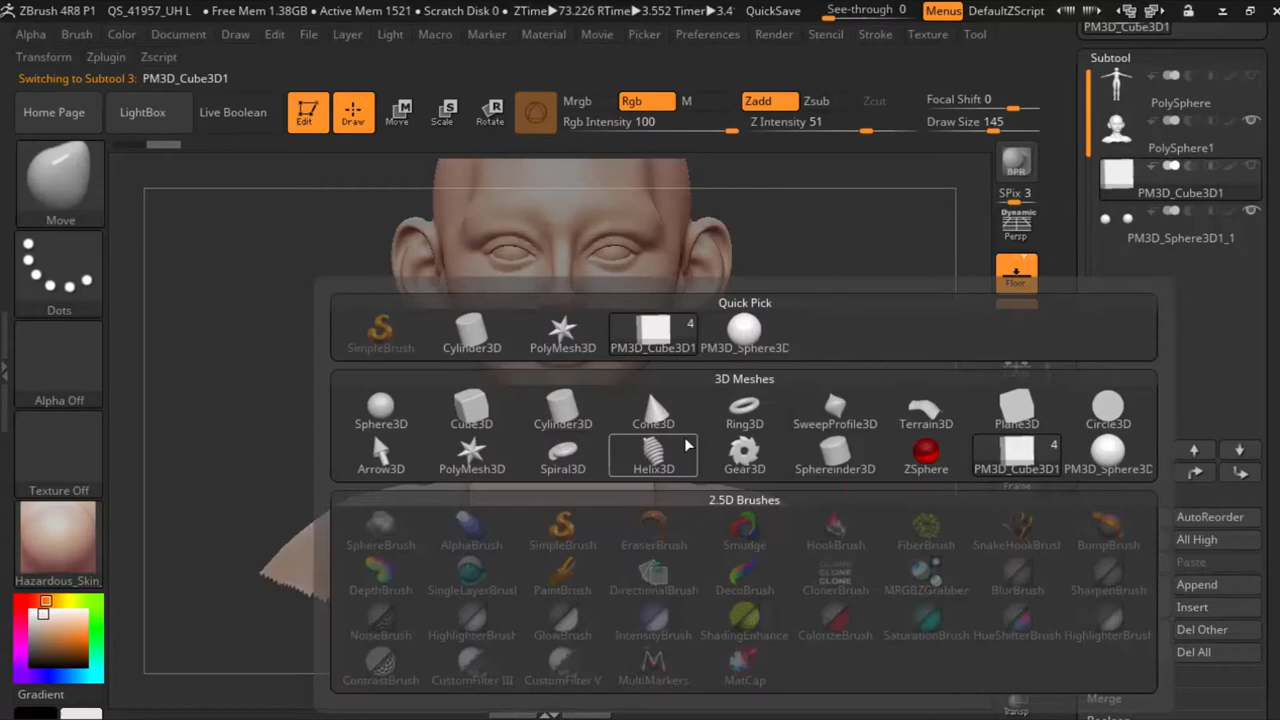 ZBrush 4R8 P1 QS_41957_UH L • Free Mem 1.38GB • Active Mem 1521 • Scratch Disk 0 • ZTime▶73.226 RTime▶3.552 Timer▶3.4 QuickSave See-through 0 Menus DefaultZScript
Alpha Brush Color Document Draw Edit File Layer Light Macro Marker Material Movie Picker Preferences Render Stencil Stroke Texture Tool
Transform Zplugin Zscript
Switching to Subtool 3: PM3D_Cube3D1
Home Page
LightBox
Live Boolean
Edit
Draw
Move
Scale
Rotate
Mrgb Rgb M
Rgb Intensity 100
Zadd Zsub Zcut
Z Intensity 51
Focal Shift 0
Draw Size 145
Move
Dots
Alpha Off
Texture Off
Hazardous_Skin_
Gradient
BPR
SPix 3
Dynamic
Persp
Floor
Frame
Transp
Quick Pick
SimpleBrush Cylinder3D PolyMesh3D 4 PM3D_Cube3D1 PM3D_Sphere3D
3D Meshes
Sphere3D Cube3D Cylinder3D Cone3D Ring3D SweepProfile3D Terrain3D Plane3D Circle3D
Arrow3D PolyMesh3D Spiral3D Helix3D Gear3D Sphereinder3D ZSphere 4 PM3D_Cube3D1 PM3D_Sphere3D
2.5D Brushes
SphereBrush AlphaBrush SimpleBrush EraserBrush Smudge HookBrush FiberBrush SnakeHookBrush BumpBrush
DepthBrush SingleLayerBrush PaintBrush DirectionalBrush DecoBrush CLONE CLONER CLONE ClonerBrush MRGBZGrabber BlurBrush SharpenBrush
NoiseBrush HighlighterBrush GlowBrush IntensityBrush ShadingEnhance ColorizeBrush SaturationBrush HueShifterBrush HighlighterBrush
ContrastBrush CustomFilter III CustomFilter V MultiMarkers MatCap
PM3D_Cube3D1
Subtool
PolySphere
PolySphere1
PM3D_Cube3D1
PM3D_Sphere3D1_1
AutoReorder
All High
Paste
Append
Insert
Del Other
Del All
Merge